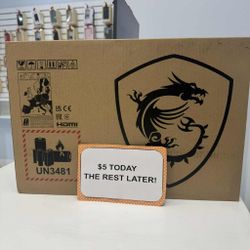 HDMI
UN3481
$5 TODAY
THE REST LATER!